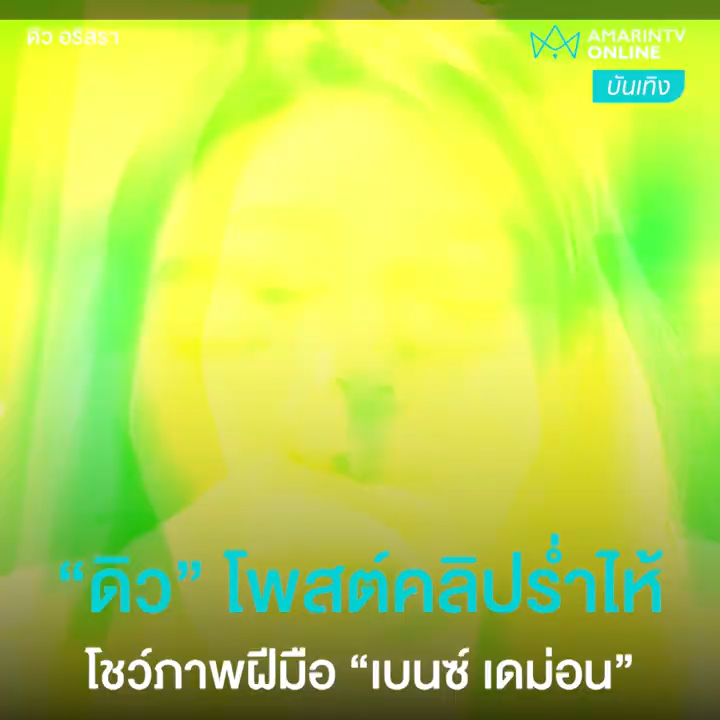 ดิว อริสรา
AMARINTV
ONLINE
บันเทิง
“ดิว” โพสต์คลิปร่ำไห้
โชว์ภาพฝีมือ “เบนซ์ เดม่อน”